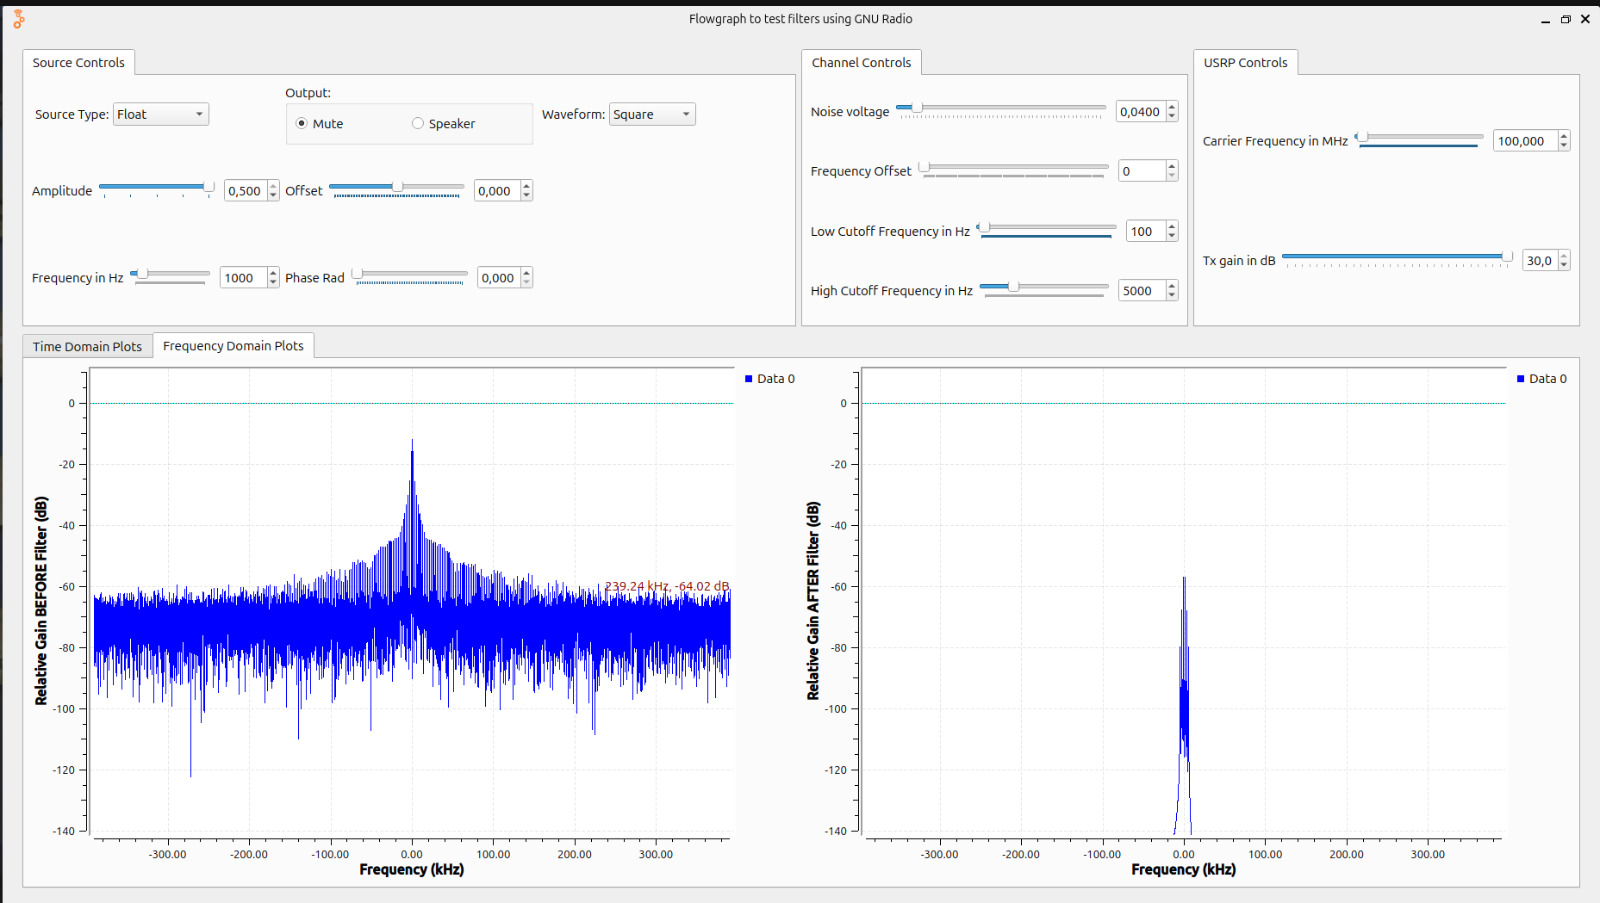 Flowgraph to test filters using GNU Radio
Source Controls
Source Type: Float
Output:
Mute Speaker
Waveform: Square
Amplitude 0,500 Offset 0,000
Frequency in Hz 1000 Phase Rad 0,000
Channel Controls
Noise voltage 0,0400
Frequency Offset 0
Low Cutoff Frequency in Hz 100
High Cutoff Frequency in Hz 5000
USRP Controls
Carrier Frequency in MHz 100,000
Tx gain in dB 30,0
Time Domain Plots Frequency Domain Plots
Relative Gain BEFORE Filter (dB)
0
-20
-40
-60
-80
-100
-120
-140
Data 0
239.24 kHz, -64.02 dB
-300.00 -200.00 -100.00 0.00 100.00 200.00 300.00
Frequency (kHz)
Relative Gain AFTER Filter (dB)
0
-20
-40
-60
-80
-100
-120
-140
Data 0
-300.00 -200.00 -100.00 0.00 100.00 200.00 300.00
Frequency (kHz)